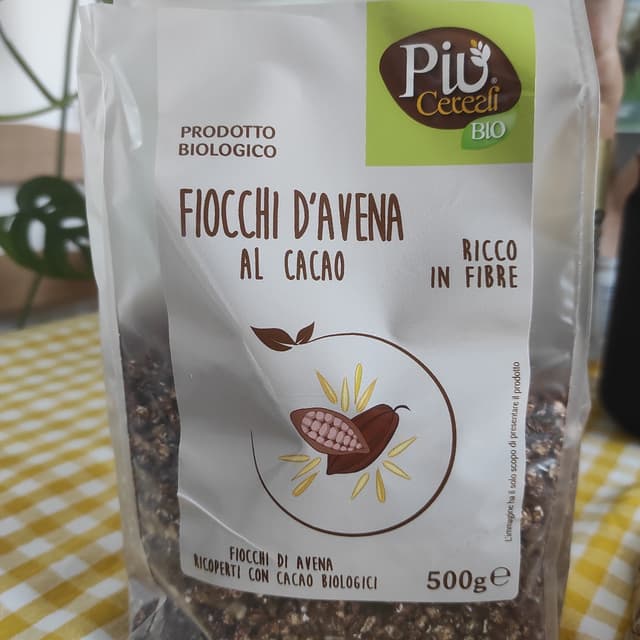 Più
Cereali
BIO
PRODOTTO
BIOLOGICO
FIOCCHI D'AVENA
AL CACAO
RICCO
IN FIBRE
L'immagine ha il solo scopo di presentare il prodotto
FIOCCHI DI AVENA
RICOPERTI CON CACAO BIOLOGICI
500g e